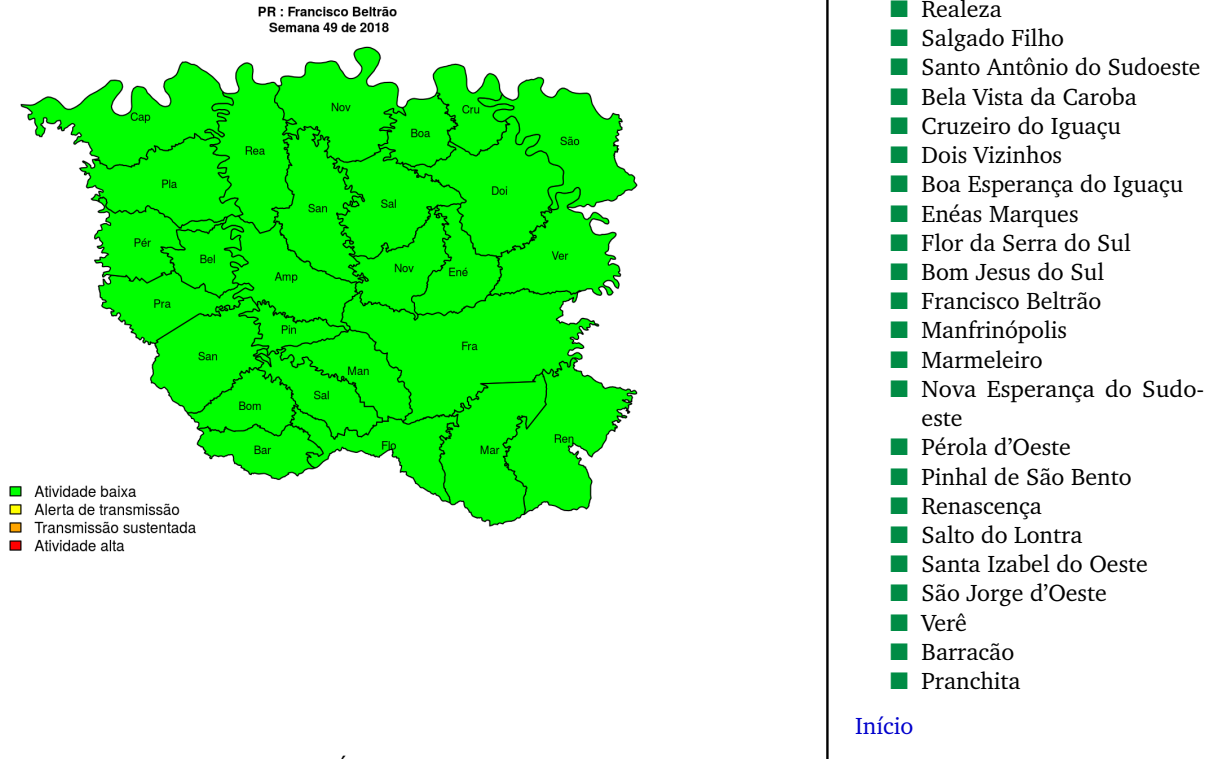 PR : Francisco Beltrão
Semana 49 de 2018
Cap
Nov
Cru
Boa
São
Rea
Pla
Doi
San
Sal
Pér
Bel
Nov
Ené
Ver
Amp
Pra
Pin
Fra
San
Man
Sal
Bom
Bar
Flo
Mar
Ren
Atividade baixa
Alerta de transmissão
Transmissão sustentada
Atividade alta
Realeza
Salgado Filho
Santo Antônio do Sudoeste
Bela Vista da Caroba
Cruzeiro do Iguaçu
Dois Vizinhos
Boa Esperança do Iguaçu
Enéas Marques
Flor da Serra do Sul
Bom Jesus do Sul
Francisco Beltrão
Manfrinópolis
Marmeleiro
Nova Esperança do Sudo-
este
Pérola d'Oeste
Pinhal de São Bento
Renascença
Salto do Lontra
Santa Izabel do Oeste
São Jorge d'Oeste
Verê
Barracão
Pranchita
Início